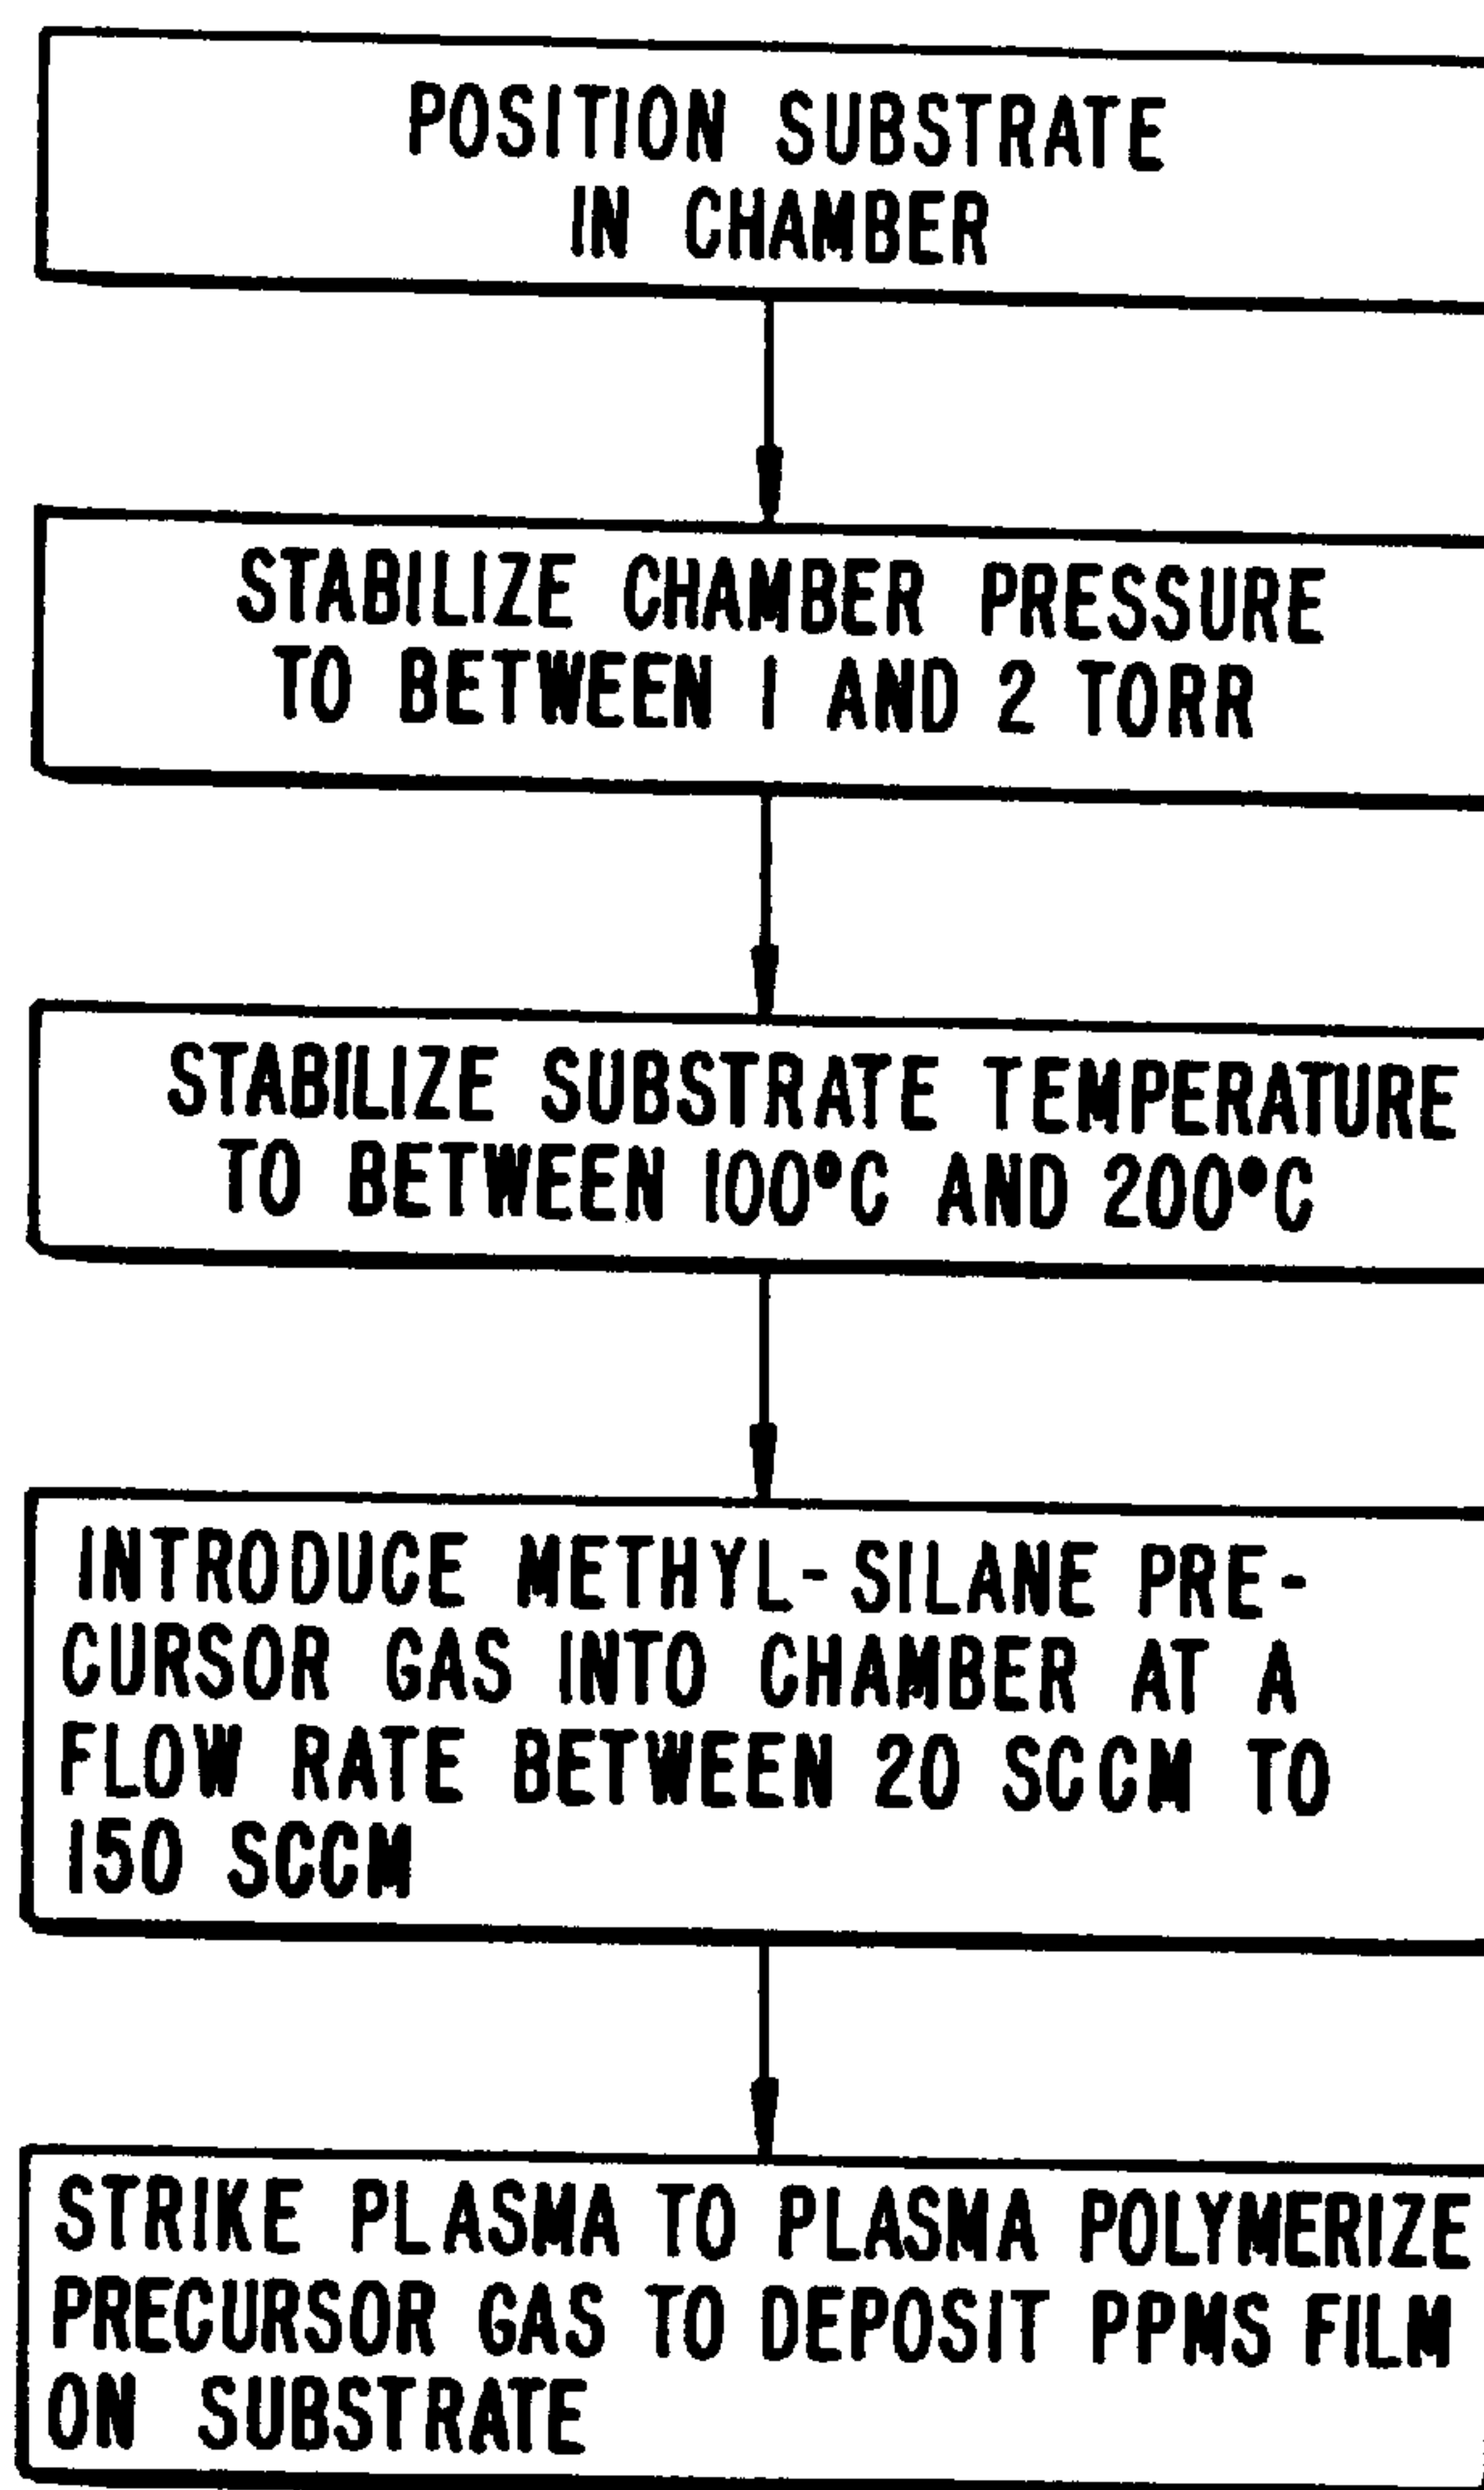 POSITION SUBSTRATE
IN CHAMBER
STABILIZE CHAMBER PRESSURE
TO BETWEEN 1 AND 2 TORR
STABILIZE SUBSTRATE TEMPERATURE
TO BETWEEN 100°C AND 200°C
INTRODUCE METHYL-SILANE PRE-
CURSOR GAS INTO CHAMBER AT A
FLOW RATE BETWEEN 20 SCCM TO
150 SCCM
STRIKE PLASMA TO PLASMA POLYMERIZE
PRECURSOR GAS TO DEPOSIT PPMS FILM
ON SUBSTRATE